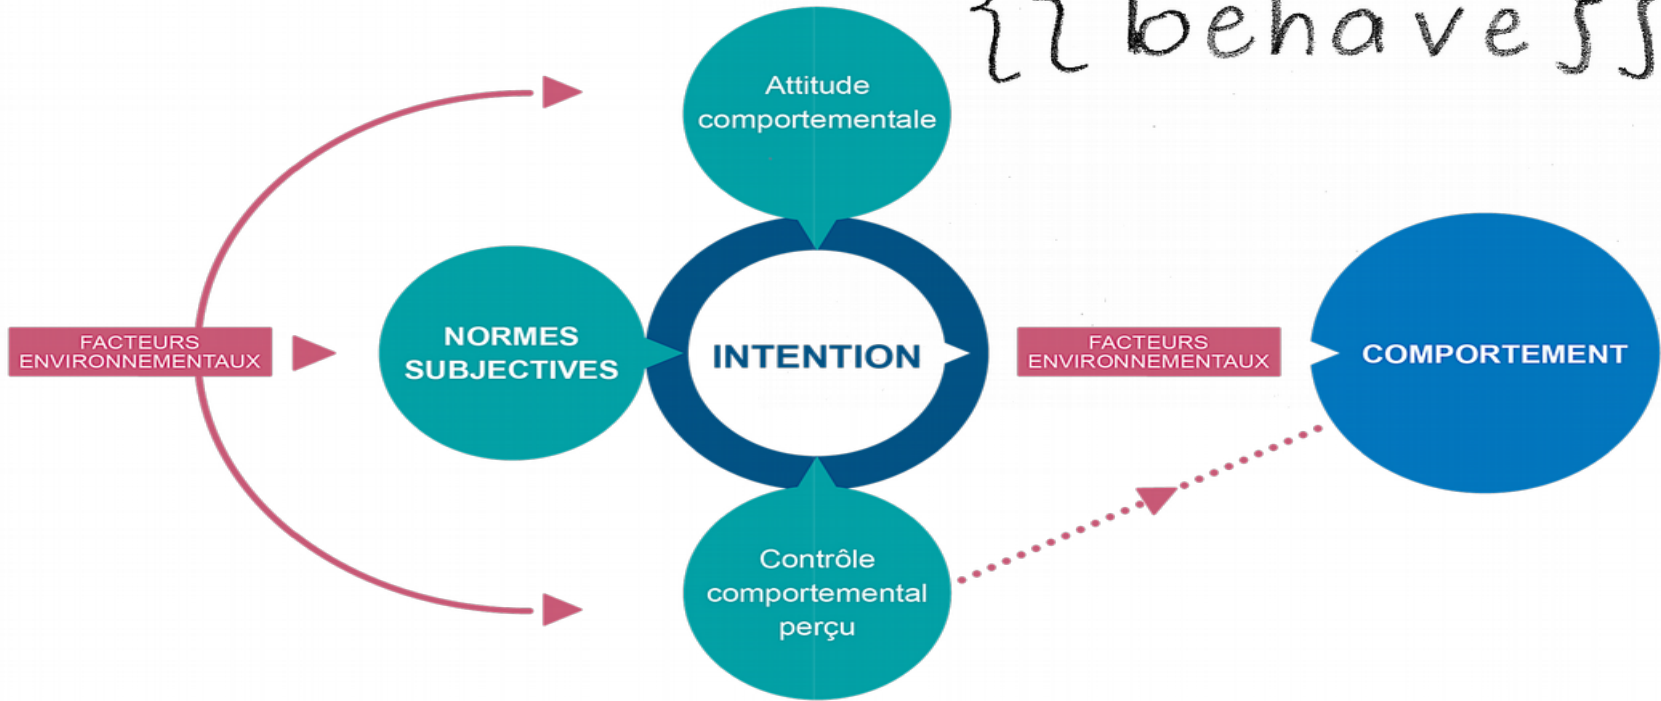 {{behave}}
Attitude
comportementale
FACTEURS
ENVIRONNEMENTAUX
NORMES
SUBJECTIVES
INTENTION
FACTEURS
ENVIRONNEMENTAUX
COMPORTEMENT
Contrôle
comportemental
perçu